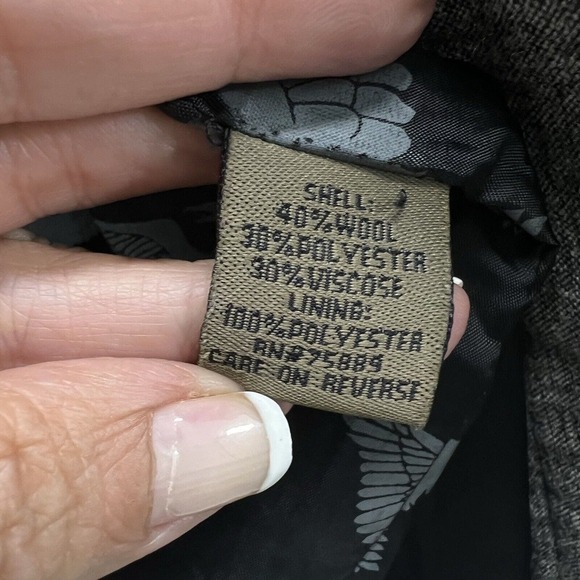 SHELL:
40%WOOL
30%POLYESTER
30%VISCOSE
LINING:
100%POLYESTER
RN#75889
CARE ON REVERSE